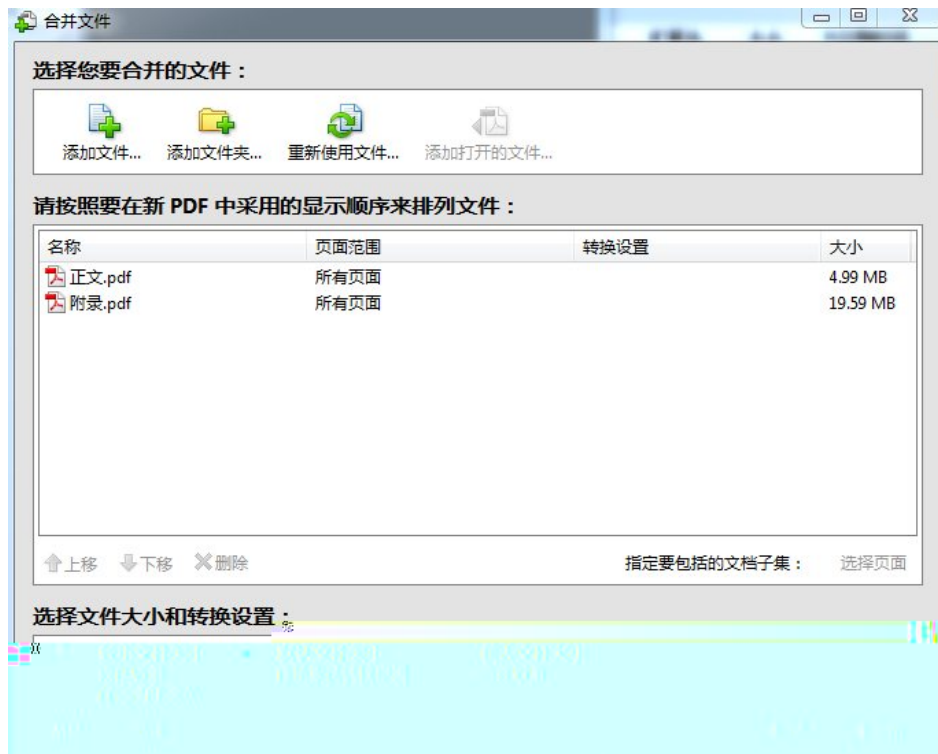 合并文件
选择您要合并的文件：
添加文件... 添加文件夹... 重新使用文件... 添加打开的文件...
请按照要在新 PDF 中采用的显示顺序来排列文件：
名称 页面范围 转换设置 大小
正文.pdf 所有页面 4.99 MB
附录.pdf 所有页面 19.59 MB
上移 下移 删除 指定要包括的文档子集： 选择页面
选择文件大小和转换设置：